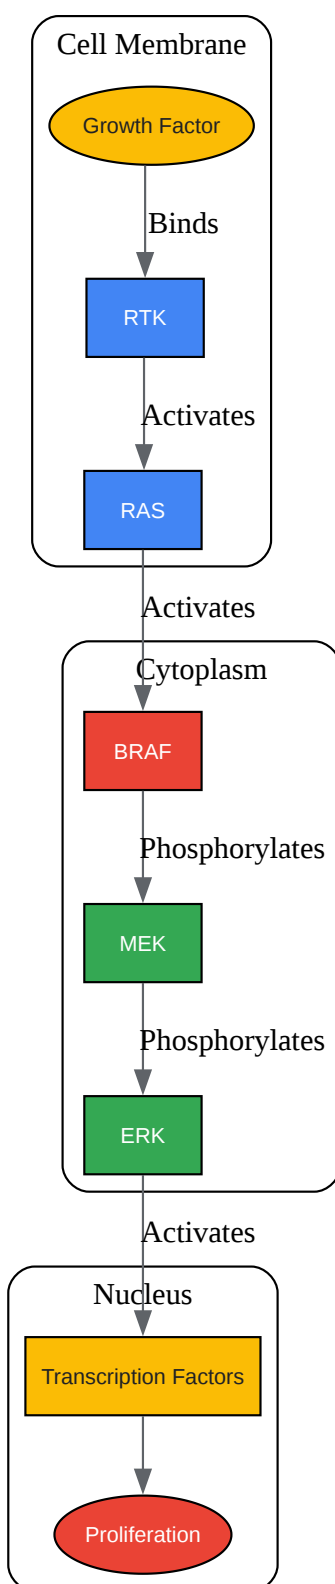 Cell Membrane
Growth Factor
Binds
RTK
Activates
RAS
Activates
Cytoplasm
BRAF
Phosphorylates
MEK
Phosphorylates
ERK
Activates
Nucleus
Transcription Factors
Proliferation